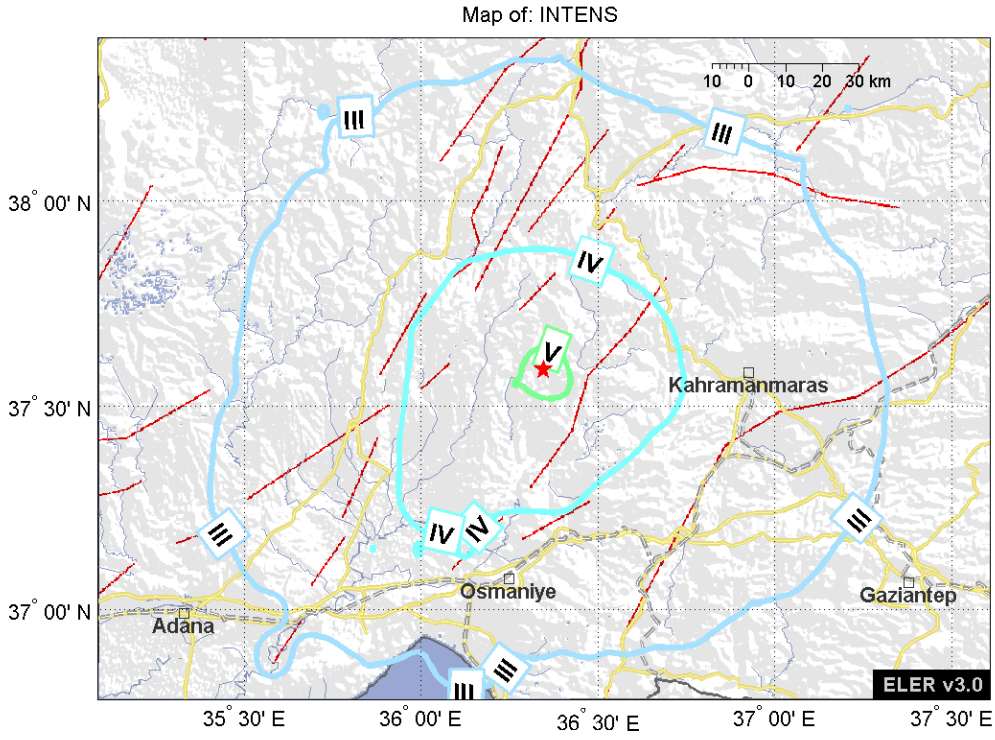 Map of: INTENS
10 0 10 20 30 km
III
III
38° 00' N
IV
V
Kahramanmaras
37° 30' N
III
IV
IV
III
Osmaniye
Gaziantep
37° 00' N
Adana
III
III
ELER v3.0
35° 30' E
36° 00' E
36° 30' E
37° 00' E
37° 30' E